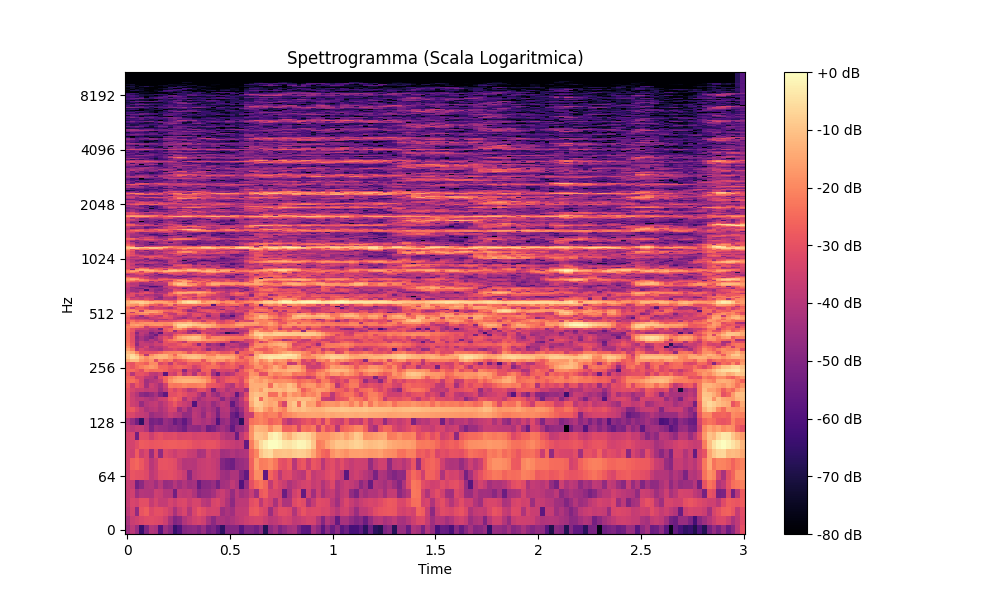 Spettrogramma (Scala Logaritmica)
Hz
8192
4096
2048
1024
512
256
128
64
0
0 0.5 1 1.5 2 2.5 3
Time
+0 dB
-10 dB
-20 dB
-30 dB
-40 dB
-50 dB
-60 dB
-70 dB
-80 dB